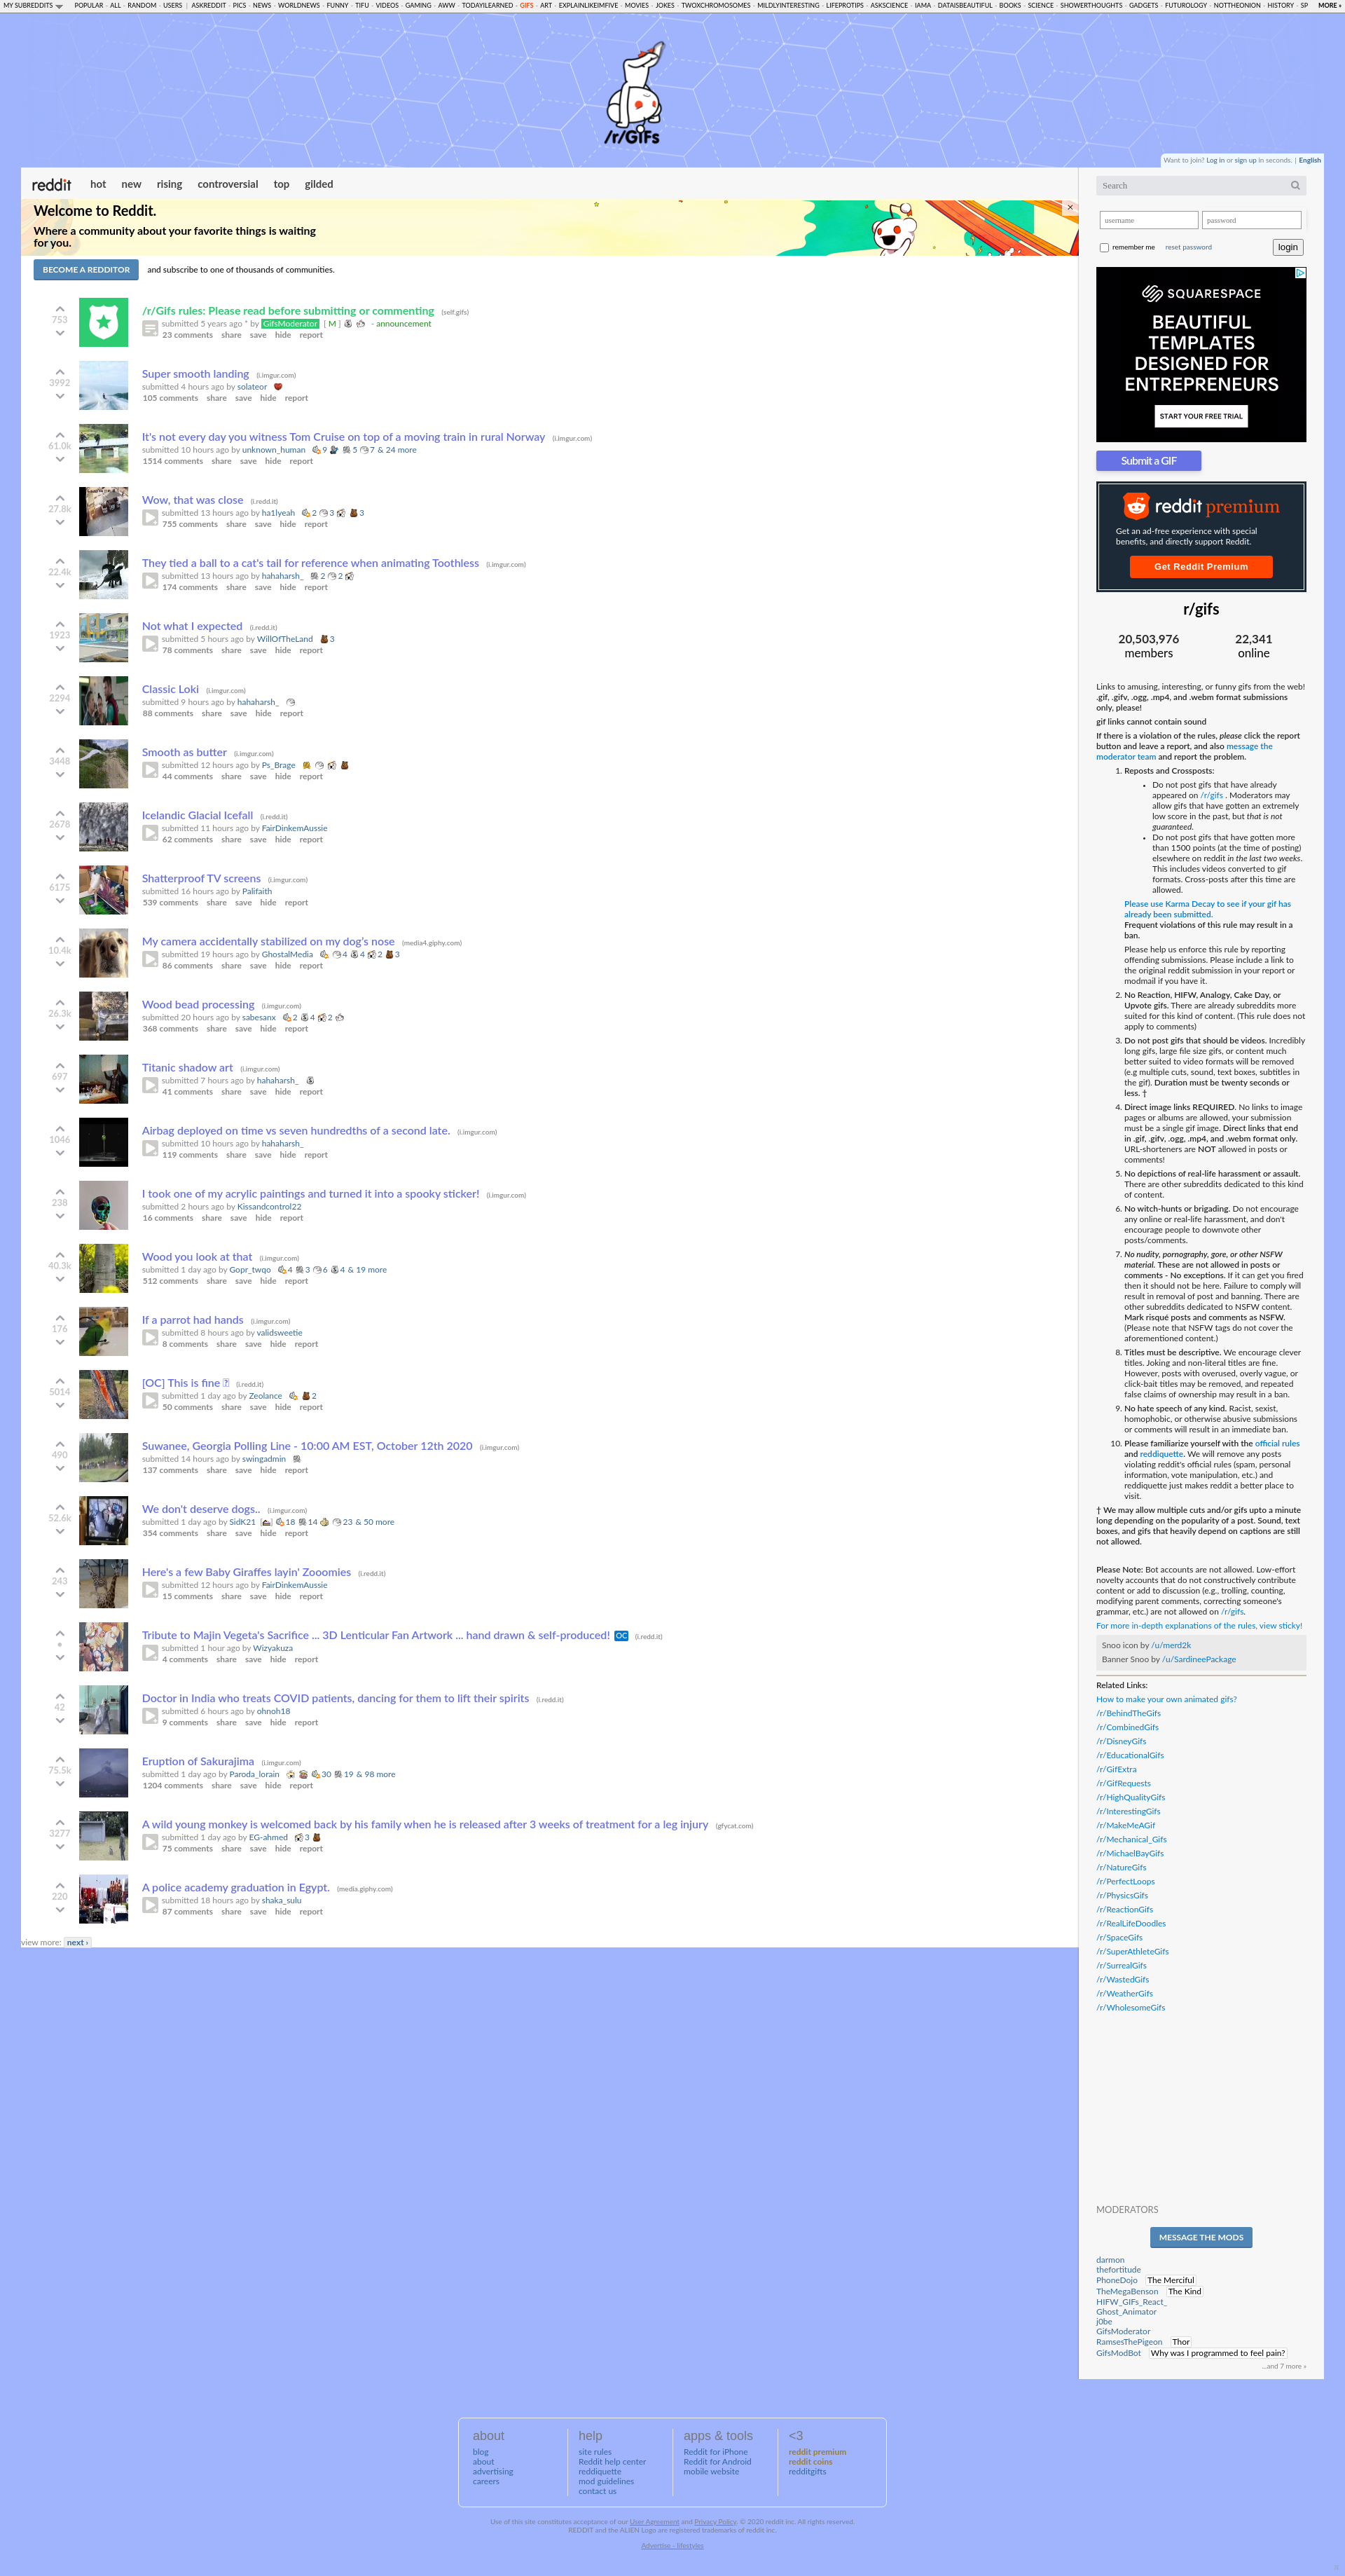 MY SUBREDDITS POPULAR - ALL - RANDOM - USERS | ASKREDDIT - PICS - NEWS - WORLDNEWS - FUNNY - TIFU - VIDEOS - GAMING - AWW - TODAYILEARNED - GIFS - ART - EXPLAINLIKEIMFIVE - MOVIES - JOKES - TWOXCHROMOSOMES - MILDLYINTERESTING - LIFEPROTIPS - ASKSCIENCE - IAMA - DATAISBEAUTIFUL - BOOKS - SCIENCE - SHOWERTHOUGHTS - GADGETS - FUTUROLOGY - NOTTHEONION - HISTORY - SP MORE »
/r/GIFs
Want to join? Log in or sign up in seconds. | English
reddit hot new rising controversial top gilded
Welcome to Reddit.
Where a community about your favorite things is waiting
for you.
×
BECOME A REDDITOR and subscribe to one of thousands of communities.
753
/r/Gifs rules: Please read before submitting or commenting (self.gifs)
submitted 5 years ago * by GifsModerator [ M ] - announcement
23 comments share save hide report
3992
Super smooth landing (i.imgur.com)
submitted 4 hours ago by solateor
105 comments share save hide report
61.0k
It's not every day you witness Tom Cruise on top of a moving train in rural Norway (i.imgur.com)
submitted 10 hours ago by unknown_human 9 5 7 & 24 more
1514 comments share save hide report
27.8k
Wow, that was close (i.redd.it)
submitted 13 hours ago by ha1lyeah 2 3 3
755 comments share save hide report
22.4k
They tied a ball to a cat's tail for reference when animating Toothless (i.imgur.com)
submitted 13 hours ago by hahaharsh_ 2 2
174 comments share save hide report
1923
Not what I expected (i.redd.it)
submitted 5 hours ago by WillOfTheLand 3
78 comments share save hide report
2294
Classic Loki (i.imgur.com)
submitted 9 hours ago by hahaharsh_
88 comments share save hide report
3448
Smooth as butter (i.imgur.com)
submitted 12 hours ago by Ps_Brage
44 comments share save hide report
2678
Icelandic Glacial Icefall (i.redd.it)
submitted 11 hours ago by FairDinkemAussie
62 comments share save hide report
6175
Shatterproof TV screens (i.imgur.com)
submitted 16 hours ago by Palifaith
539 comments share save hide report
10.4k
My camera accidentally stabilized on my dog's nose (media4.giphy.com)
submitted 19 hours ago by GhostalMedia 4 4 2 3
86 comments share save hide report
26.3k
Wood bead processing (i.imgur.com)
submitted 20 hours ago by sabesanx 2 4 2
368 comments share save hide report
697
Titanic shadow art (i.imgur.com)
submitted 7 hours ago by hahaharsh_
41 comments share save hide report
1046
Airbag deployed on time vs seven hundredths of a second late. (i.imgur.com)
submitted 10 hours ago by hahaharsh_
119 comments share save hide report
238
I took one of my acrylic paintings and turned it into a spooky sticker! (i.imgur.com)
submitted 2 hours ago by Kissandcontrol22
16 comments share save hide report
40.3k
Wood you look at that (i.imgur.com)
submitted 1 day ago by Gopr_twqo 4 3 6 4 & 19 more
512 comments share save hide report
176
If a parrot had hands (i.imgur.com)
submitted 8 hours ago by validsweetie
8 comments share save hide report
5014
[OC] This is fine (i.redd.it)
submitted 1 day ago by Zeolance 2
50 comments share save hide report
490
Suwanee, Georgia Polling Line - 10:00 AM EST, October 12th 2020 (i.imgur.com)
submitted 14 hours ago by swingadmin
137 comments share save hide report
52.6k
We don't deserve dogs.. (i.imgur.com)
submitted 1 day ago by SidK21 18 14 23 & 50 more
354 comments share save hide report
243
Here's a few Baby Giraffes layin' Zooomies (i.redd.it)
submitted 12 hours ago by FairDinkemAussie
15 comments share save hide report
•
Tribute to Majin Vegeta's Sacrifice ... 3D Lenticular Fan Artwork ... hand drawn & self-produced! OC (i.redd.it)
submitted 1 hour ago by Wizyakuza
4 comments share save hide report
42
Doctor in India who treats COVID patients, dancing for them to lift their spirits (i.redd.it)
submitted 6 hours ago by ohnoh18
9 comments share save hide report
75.5k
Eruption of Sakurajima (i.imgur.com)
submitted 1 day ago by Paroda_lorain 30 19 & 98 more
1204 comments share save hide report
3277
A wild young monkey is welcomed back by his family when he is released after 3 weeks of treatment for a leg injury (gfycat.com)
submitted 1 day ago by EG-ahmed 3
75 comments share save hide report
220
A police academy graduation in Egypt. (media.giphy.com)
submitted 18 hours ago by shaka_sulu
87 comments share save hide report
view more: next ›
Search
username password
remember me reset password login
SQUARESPACE
BEAUTIFUL
TEMPLATES
DESIGNED FOR
ENTREPRENEURS
START YOUR FREE TRIAL
Submit a GIF
reddit premium
Get an ad-free experience with special
benefits, and directly support Reddit.
Get Reddit Premium
r/gifs
20,503,976 22,341
members online
Links to amusing, interesting, or funny gifs from the web!
.gif, .gifv, .ogg, .mp4, and .webm format submissions
only, please!
gif links cannot contain sound
If there is a violation of the rules, please click the report
button and leave a report, and also message the
moderator team and report the problem.
1. Reposts and Crossposts:
• Do not post gifs that have already
appeared on /r/gifs . Moderators may
allow gifs that have gotten an extremely
low score in the past, but that is not
guaranteed.
• Do not post gifs that have gotten more
than 1500 points (at the time of posting)
elsewhere on reddit in the last two weeks.
This includes videos converted to gif
formats. Cross-posts after this time are
allowed.
Please use Karma Decay to see if your gif has
already been submitted.
Frequent violations of this rule may result in a
ban.
Please help us enforce this rule by reporting
offending submissions. Please include a link to
the original reddit submission in your report or
modmail if you have it.
2. No Reaction, HIFW, Analogy, Cake Day, or
Upvote gifs. There are already subreddits more
suited for this kind of content. (This rule does not
apply to comments)
3. Do not post gifs that should be videos. Incredibly
long gifs, large file size gifs, or content much
better suited to video formats will be removed
(e.g multiple cuts, sound, text boxes, subtitles in
the gif). Duration must be twenty seconds or
less. †
4. Direct image links REQUIRED. No links to image
pages or albums are allowed, your submission
must be a single gif image. Direct links that end
in .gif, .gifv, .ogg, .mp4, and .webm format only.
URL-shorteners are NOT allowed in posts or
comments!
5. No depictions of real-life harassment or assault.
There are other subreddits dedicated to this kind
of content.
6. No witch-hunts or brigading. Do not encourage
any online or real-life harassment, and don't
encourage people to downvote other
posts/comments.
7. No nudity, pornography, gore, or other NSFW
material. These are not allowed in posts or
comments - No exceptions. If it can get you fired
then it should not be here. Failure to comply will
result in removal of post and banning. There are
other subreddits dedicated to NSFW content.
Mark risqué posts and comments as NSFW.
(Please note that NSFW tags do not cover the
aforementioned content.)
8. Titles must be descriptive. We encourage clever
titles. Joking and non-literal titles are fine.
However, posts with overused, overly vague, or
click-bait titles may be removed, and repeated
false claims of ownership may result in a ban.
9. No hate speech of any kind. Racist, sexist,
homophobic, or otherwise abusive submissions
or comments will result in an immediate ban.
10. Please familiarize yourself with the official rules
and reddiquette. We will remove any posts
violating reddit's official rules (spam, personal
information, vote manipulation, etc.) and
reddiquette just makes reddit a better place to
visit.
† We may allow multiple cuts and/or gifs upto a minute
long depending on the popularity of a post. Sound, text
boxes, and gifs that heavily depend on captions are still
not allowed.
Please Note: Bot accounts are not allowed. Low-effort
novelty accounts that do not constructively contribute
content or add to discussion (e.g., trolling, counting,
modifying parent comments, correcting someone's
grammar, etc.) are not allowed on /r/gifs.
For more in-depth explanations of the rules, view sticky!
Snoo icon by /u/merd2k
Banner Snoo by /u/SardineePackage
Related Links:
How to make your own animated gifs?
/r/BehindTheGifs
/r/CombinedGifs
/r/DisneyGifs
/r/EducationalGifs
/r/GifExtra
/r/GifRequests
/r/HighQualityGifs
/r/InterestingGifs
/r/MakeMeAGif
/r/Mechanical_Gifs
/r/MichaelBayGifs
/r/NatureGifs
/r/PerfectLoops
/r/PhysicsGifs
/r/ReactionGifs
/r/RealLifeDoodles
/r/SpaceGifs
/r/SuperAthleteGifs
/r/SurrealGifs
/r/WastedGifs
/r/WeatherGifs
/r/WholesomeGifs
MODERATORS
MESSAGE THE MODS
darmon
thefortitude
PhoneDojo The Merciful
TheMegaBenson The Kind
HIFW_GIFs_React_
Ghost_Animator
j0be
GifsModerator
RamsesThePigeon Thor
GifsModBot Why was I programmed to feel pain?
...and 7 more »
about help apps & tools <3
blog site rules Reddit for iPhone reddit premium
about Reddit help center Reddit for Android reddit coins
advertising reddiquette mobile website redditgifts
careers mod guidelines
contact us
Use of this site constitutes acceptance of our User Agreement and Privacy Policy. © 2020 reddit inc. All rights reserved.
REDDIT and the ALIEN Logo are registered trademarks of reddit inc.
Advertise - lifestyles